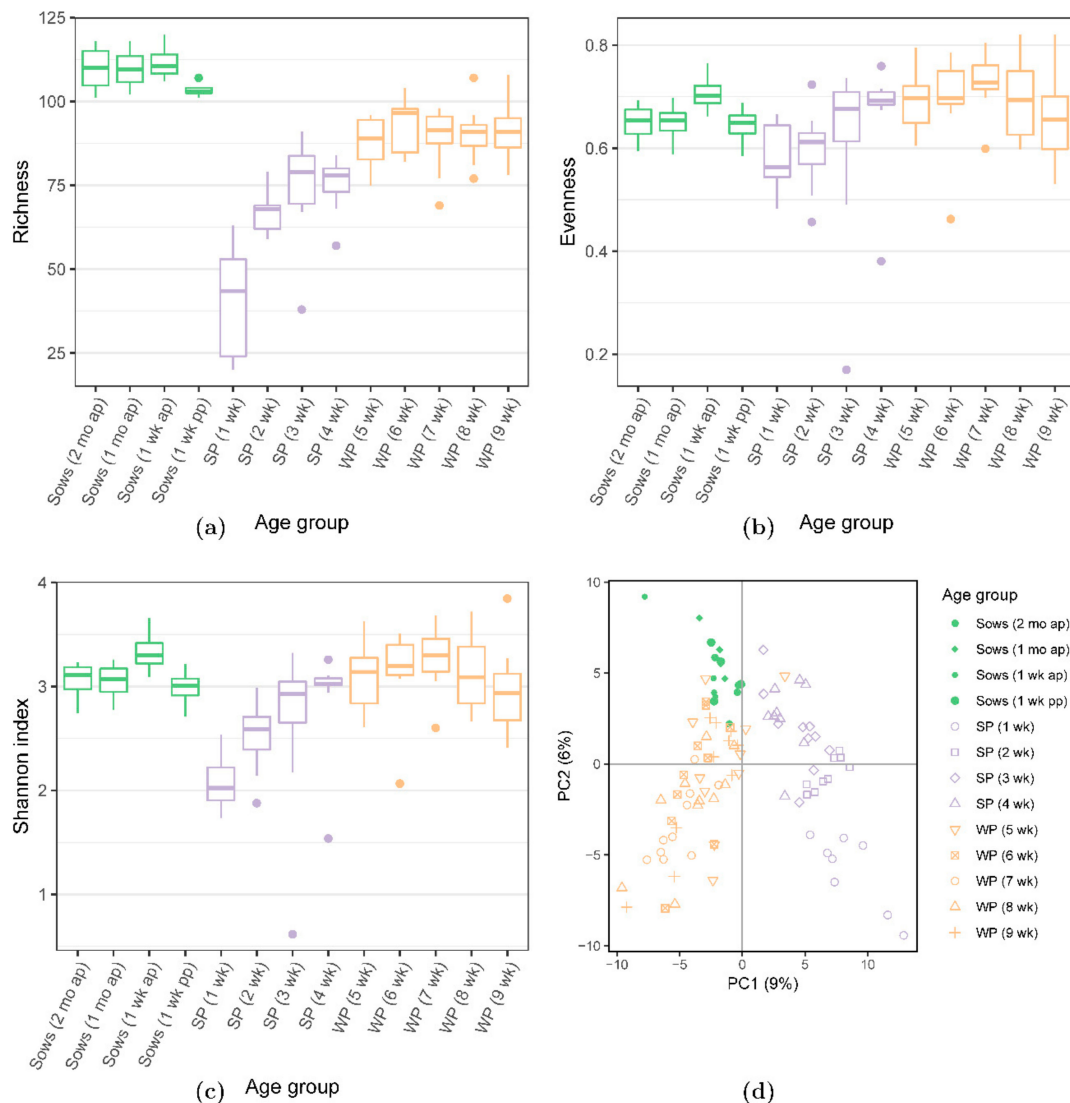 125
100
75
50
25
Richness
Sows (2 mo ap)
Sows (1 mo ap)
Sows (1 wk ap)
Sows (1 wk pp)
SP (1 wk)
SP (2 wk)
SP (3 wk)
SP (4 wk)
WP (5 wk)
WP (6 wk)
WP (7 wk)
WP (8 wk)
WP (9 wk)
(a) Age group
0.8
0.6
0.4
0.2
Evenness
Sows (2 mo ap)
Sows (1 mo ap)
Sows (1 wk ap)
Sows (1 wk pp)
SP (1 wk)
SP (2 wk)
SP (3 wk)
SP (4 wk)
WP (5 wk)
WP (6 wk)
WP (7 wk)
WP (8 wk)
WP (9 wk)
(b) Age group
4
3
2
1
Shannon index
Sows (2 mo ap)
Sows (1 mo ap)
Sows (1 wk ap)
Sows (1 wk pp)
SP (1 wk)
SP (2 wk)
SP (3 wk)
SP (4 wk)
WP (5 wk)
WP (6 wk)
WP (7 wk)
WP (8 wk)
WP (9 wk)
(c) Age group
10
5
0
−5
−10
PC2 (6%)
−10 −5 0 5 10
PC1 (9%)
Age group
Sows (2 mo ap)
Sows (1 mo ap)
Sows (1 wk ap)
Sows (1 wk pp)
SP (1 wk)
SP (2 wk)
SP (3 wk)
SP (4 wk)
WP (5 wk)
WP (6 wk)
WP (7 wk)
WP (8 wk)
WP (9 wk)
(d)